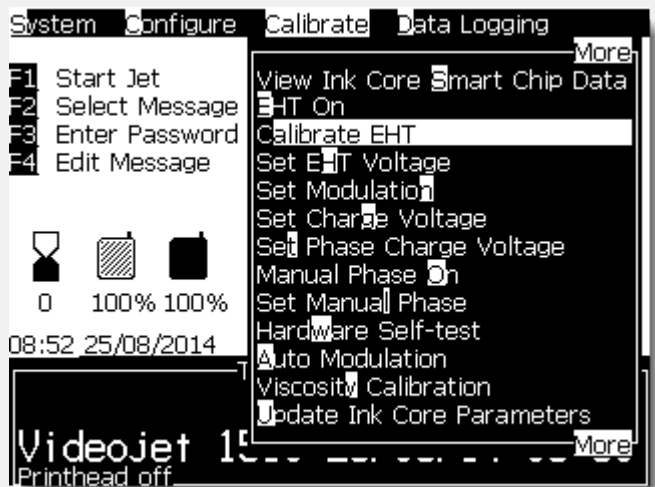 System Configure Calibrate Data Logging
More
F1 Start Jet
F2 Select Message
F3 Enter Password
F4 Edit Message
View Ink Core Smart Chip Data
EHT On
Calibrate EHT
Set EHT Voltage
Set Modulation
Set Charge Voltage
Set Phase Charge Voltage
Manual Phase On
Set Manual Phase
Hardware Self-test
Auto Modulation
Viscosity Calibration
Update Ink Core Parameters
More
0 100% 100%
08:52 25/08/2014
Videojet
Printhead off